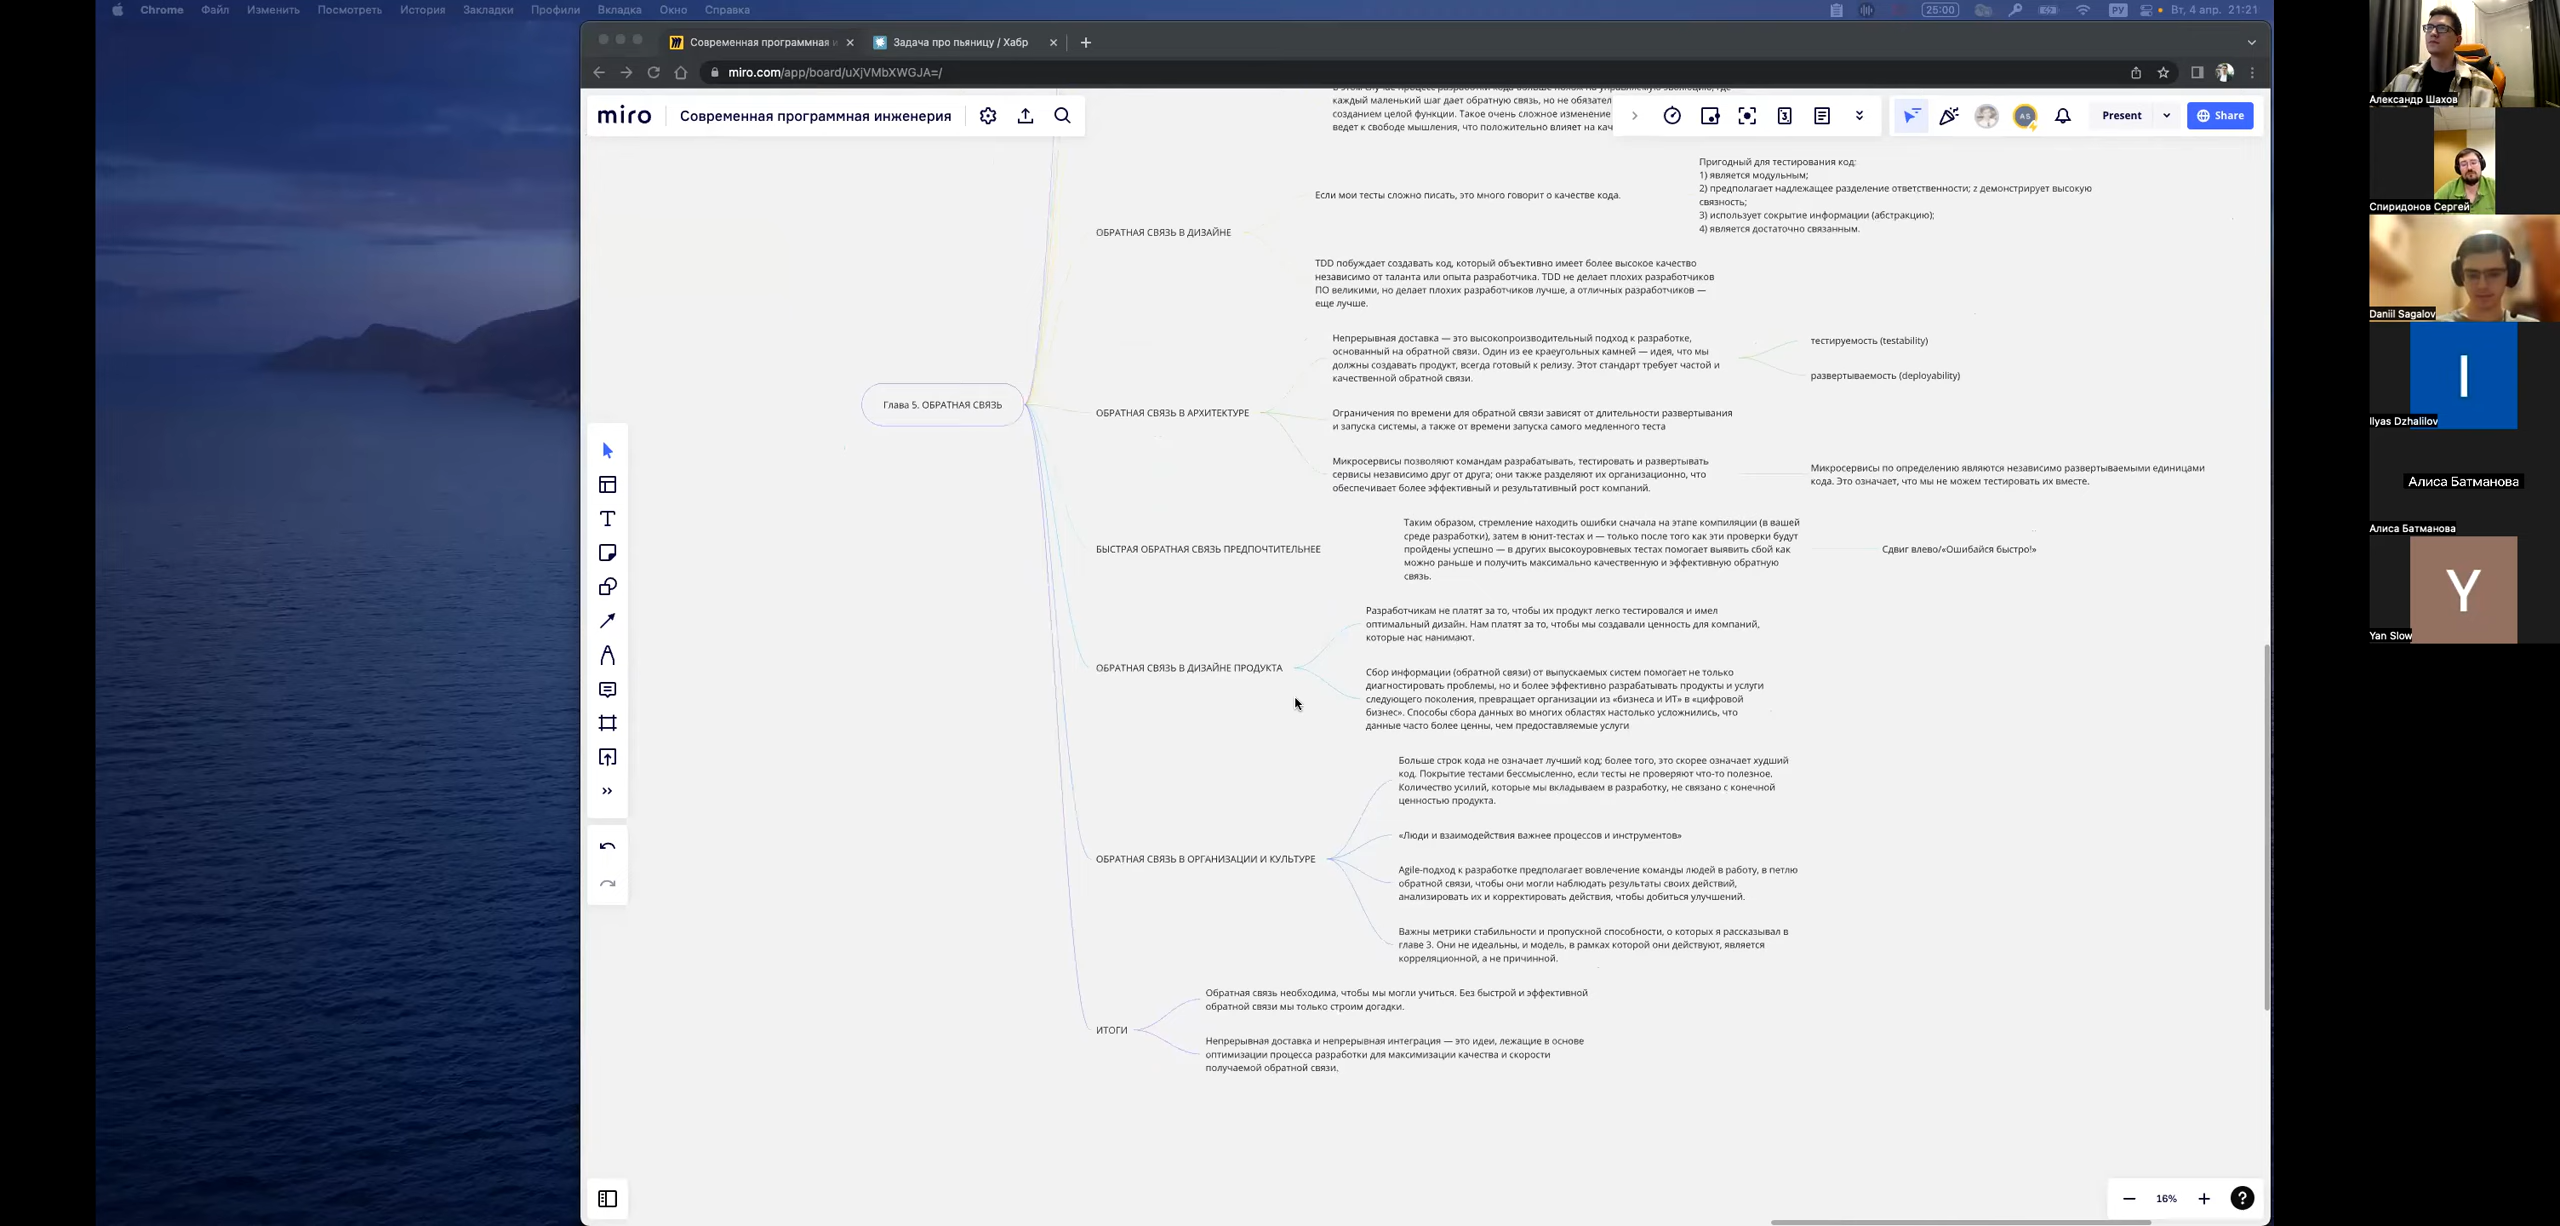 Chrome Файл Изменить Посмотреть История Закладки Профили Вкладка Окно Справка
25:00 РУ Вт, 4 апр. 21:21
Современная программная и
Задача про пьяницу / Хабр
miro.com/app/board/uXjVMbXWGJA=/
miro Современная программная инженерия
Present
Share
каждый маленький шаг дает обратную связь, но не обязател
созданием целой функции. Такое очень сложное изменение
ведет к свободе мышления, что положительно влияет на кач
Глава 5. ОБРАТНАЯ СВЯЗЬ
ОБРАТНАЯ СВЯЗЬ В ДИЗАЙНЕ
Если мои тесты сложно писать, это много говорит о качестве кода.
Пригодный для тестирования код:
1) является модульным;
2) предполагает надлежащее разделение ответственности; z демонстрирует высокую
связность;
3) использует сокрытие информации (абстракцию);
4) является достаточно связанным.
TDD побуждает создавать код, который объективно имеет более высокое качество
независимо от таланта или опыта разработчика. TDD не делает плохих разработчиков
ПО великими, но делает плохих разработчиков лучше, а отличных разработчиков —
еще лучше.
ОБРАТНАЯ СВЯЗЬ В АРХИТЕКТУРЕ
Непрерывная доставка — это высокопроизводительный подход к разработке,
основанный на обратной связи. Один из ее краеугольных камней — идея, что мы
должны создавать продукт, всегда готовый к релизу. Этот стандарт требует частой и
качественной обратной связи.
тестируемость (testability)
развертываемость (deployability)
Ограничения по времени для обратной связи зависят от длительности развертывания
и запуска системы, а также от времени запуска самого медленного теста
Микросервисы позволяют командам разрабатывать, тестировать и развертывать
сервисы независимо друг от друга; они также разделяют их организационно, что
обеспечивает более эффективный и результативный рост компаний.
Микросервисы по определению являются независимо развертываемыми единицами
кода. Это означает, что мы не можем тестировать их вместе.
БЫСТРАЯ ОБРАТНАЯ СВЯЗЬ ПРЕДПОЧТИТЕЛЬНЕЕ
Таким образом, стремление находить ошибки сначала на этапе компиляции (в вашей
среде разработки), затем в юнит-тестах и — только после того как эти проверки будут
пройдены успешно — в других высокоуровневых тестах помогает выявить сбой как
можно раньше и получить максимально качественную и эффективную обратную
связь.
Сдвиг влево/«Ошибайся быстро!»
ОБРАТНАЯ СВЯЗЬ В ДИЗАЙНЕ ПРОДУКТА
Разработчикам не платят за то, чтобы их продукт легко тестировался и имел
оптимальный дизайн. Нам платят за то, чтобы мы создавали ценность для компаний,
которые нас нанимают.
Сбор информации (обратной связи) от выпускаемых систем помогает не только
диагностировать проблемы, но и более эффективно разрабатывать продукты и услуги
следующего поколения, превращает организации из «бизнеса и ИТ» в «цифровой
бизнес». Способы сбора данных во многих областях настолько усложнились, что
данные часто более ценны, чем предоставляемые услуги
ОБРАТНАЯ СВЯЗЬ В ОРГАНИЗАЦИИ И КУЛЬТУРЕ
Больше строк кода не означает лучший код; более того, это скорее означает худший
код. Покрытие тестами бессмысленно, если тесты не проверяют что-то полезное.
Количество усилий, которые мы вкладываем в разработку, не связано с конечной
ценностью продукта.
«Люди и взаимодействия важнее процессов и инструментов»
Agile-подход к разработке предполагает вовлечение команды людей в работу, в петлю
обратной связи, чтобы они могли наблюдать результаты своих действий,
анализировать их и корректировать действия, чтобы добиться улучшений.
Важны метрики стабильности и пропускной способности, о которых я рассказывал в
главе 3. Они не идеальны, и модель, в рамках которой они действуют, является
корреляционной, а не причинной.
ИТОГИ
Обратная связь необходима, чтобы мы могли учиться. Без быстрой и эффективной
обратной связи мы только строим догадки.
Непрерывная доставка и непрерывная интеграция — это идеи, лежащие в основе
оптимизации процесса разработки для максимизации качества и скорости
получаемой обратной связи.
16%
Александр Шахов
Спиридонов Сергей
Daniil Sagalov
I
Ilyas Dzhalilov
Алиса Батманова
Алиса Батманова
Y
Yan Slow